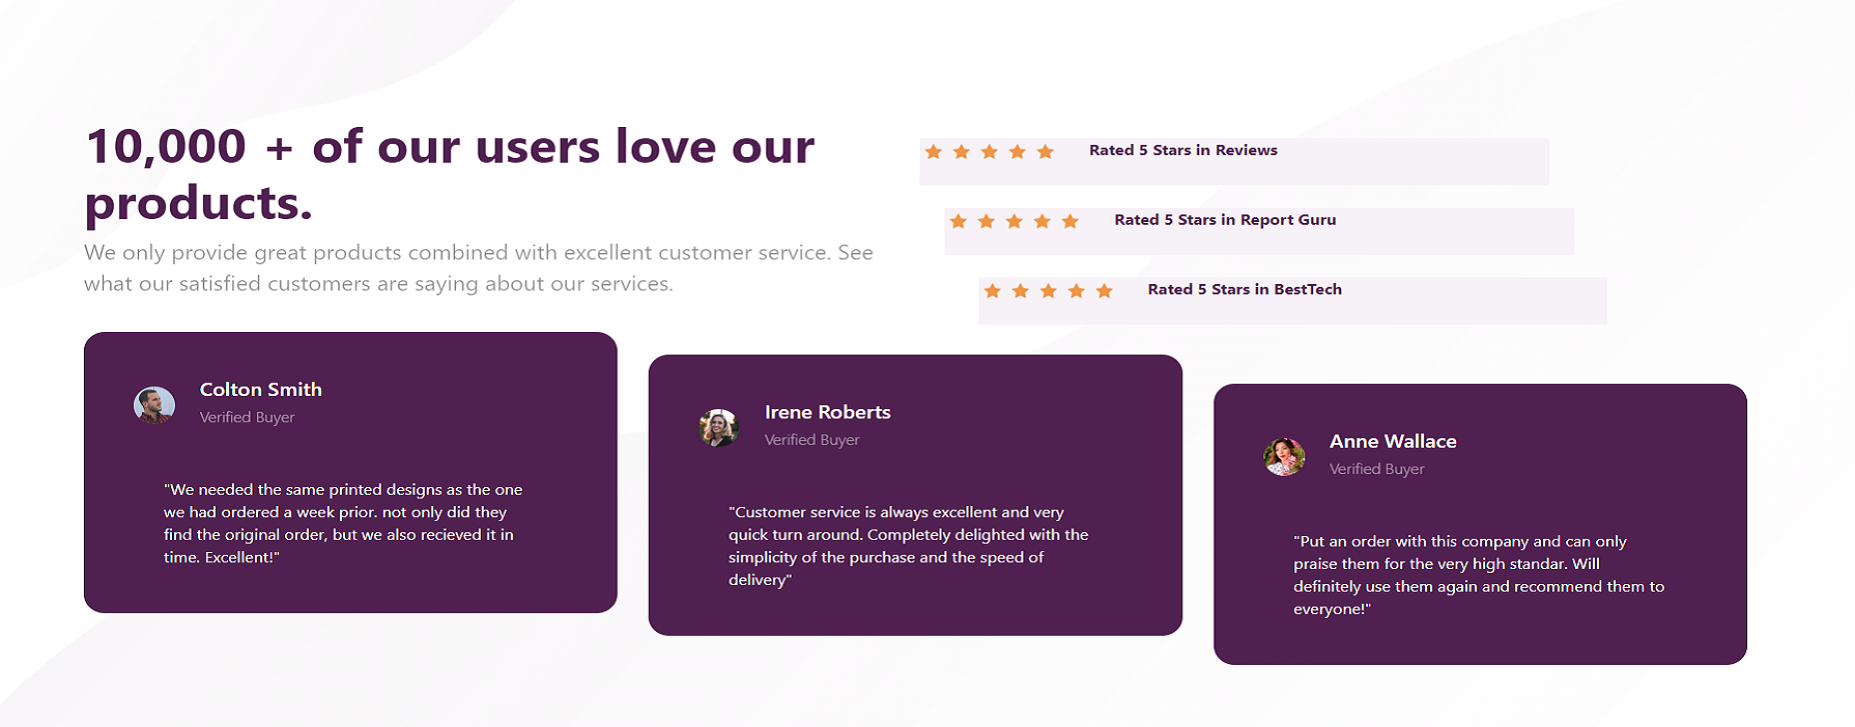 10,000 + of our users love our
products.
We only provide great products combined with excellent customer service. See
what our satisfied customers are saying about our services.
Rated 5 Stars in Reviews
Rated 5 Stars in Report Guru
Rated 5 Stars in BestTech
Colton Smith
Verified Buyer
"We needed the same printed designs as the one
we had ordered a week prior. not only did they
find the original order, but we also recieved it in
time. Excellent!"
Irene Roberts
Verified Buyer
"Customer service is always excellent and very
quick turn around. Completely delighted with the
simplicity of the purchase and the speed of
delivery"
Anne Wallace
Verified Buyer
"Put an order with this company and can only
praise them for the very high standar. Will
definitely use them again and recommend them to
everyone!"